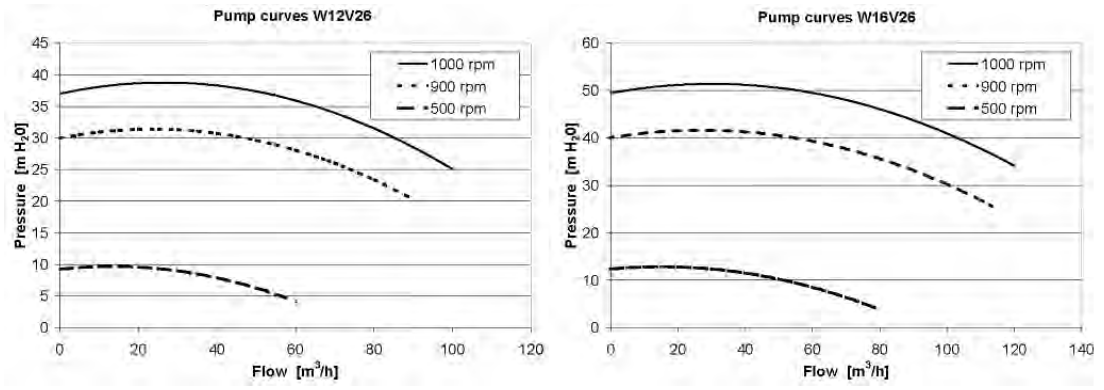 Pump curves W12V26
45
40
35
30
25
20
15
10
5
0
Pressure [m H₂0]
1000 rpm
900 rpm
500 rpm
0 20 40 60 80 100 120
Flow [m³/h]
Pump curves W16V26
60
50
40
30
20
10
0
Pressure [m H₂0]
1000 rpm
900 rpm
500 rpm
0 20 40 60 80 100 120 140
Flow [m³/h]